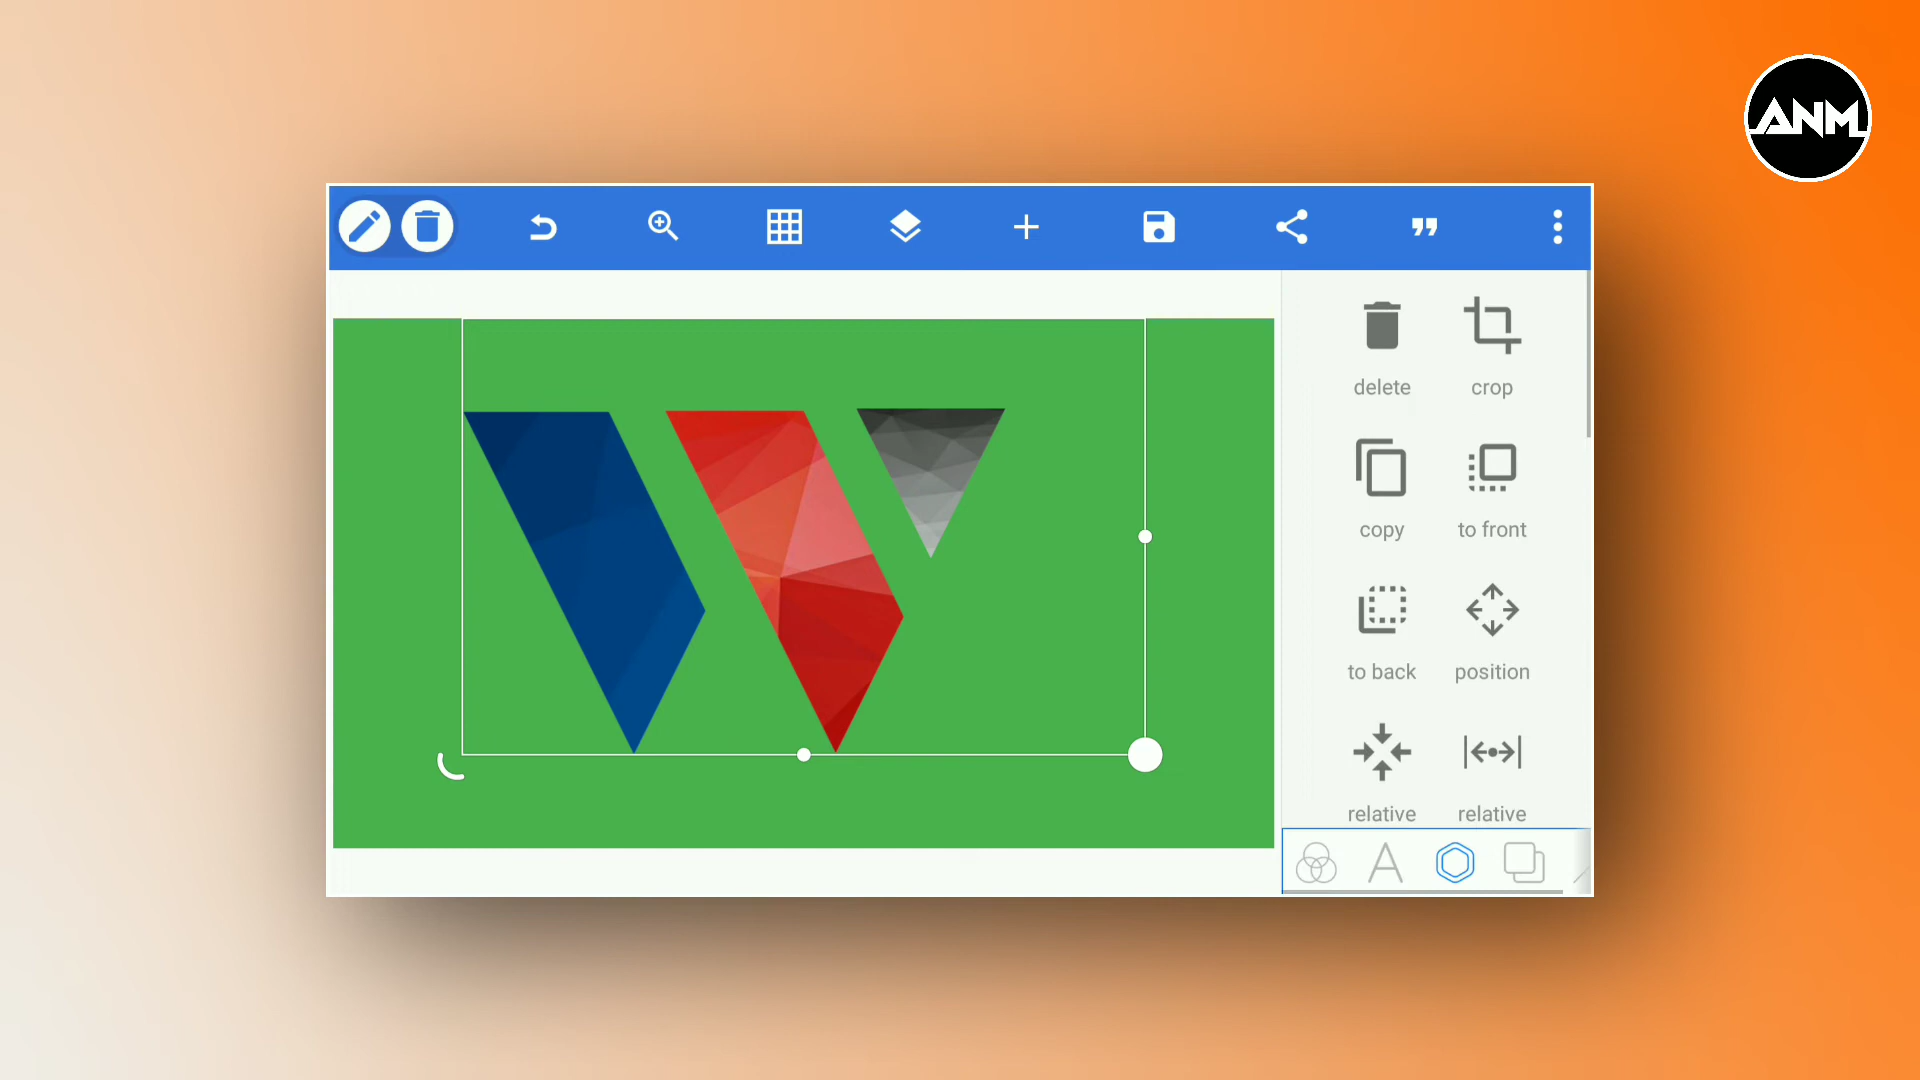 ANM
delete crop
copy to front
to back position
relative relative